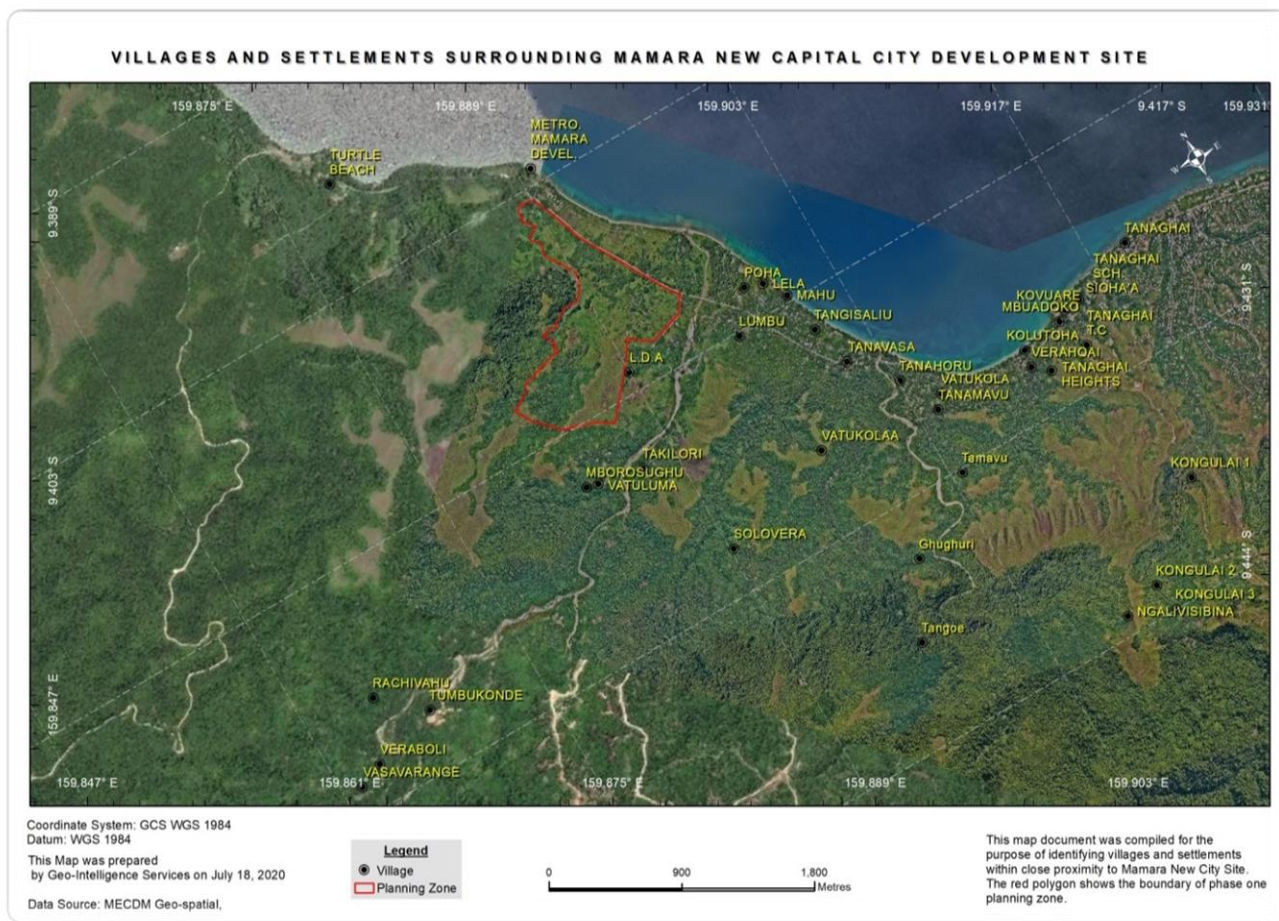 VILLAGES AND SETTLEMENTS SURROUNDING MAMARA NEW CAPITAL CITY DEVELOPMENT SITE
159.875° E
159.889° E
159.903° E
159.917° E
9.417° S
159.931°
METRO
MAMARA
DEVEL.
TURTLE
BEACH
N
W
E
S
9.389° S
TANAGHAI
TANAGHAI
SCH.
SIOHA'A
9.431° S
POHA
LELA
MAHU
KOVUARE
MBUADOKO
LUMBU
TANGISALIU
TANAGHAI
T.C
KOLUTOHA
L.D.A
TANAVASA
VERAHOAI
TANAHORU
TANAGHAI
HEIGHTS
VATUKOLA
TANAMAVU
VATUKOLAA
9.403° S
TAKILORI
Tamavu
KONGULAI 1
MBOROSUGHU
VATULUMA
SOLOVERA
Ghughuri
9.444° S
KONGULAI 2
KONGULAI 3
NGALIVISIBINA
Tangoe
RACHIVAHU
TUMBUKONDE
159.847° E
VERABOLI
VASAVARANGE
159.847° E
159.861° E
159.875° E
159.889° E
159.903° E
Coordinate System: GCS WGS 1984
Datum: WGS 1984
This Map was prepared
by Geo-Intelligence Services on July 18, 2020
Data Source: MECDM Geo-spatial,
Legend
Village
Planning Zone
0 900 1,800
Metres
This map document was compiled for the
purpose of identifying villages and settlements
within close proximity to Mamara New City Site.
The red polygon shows the boundary of phase one
planning zone.